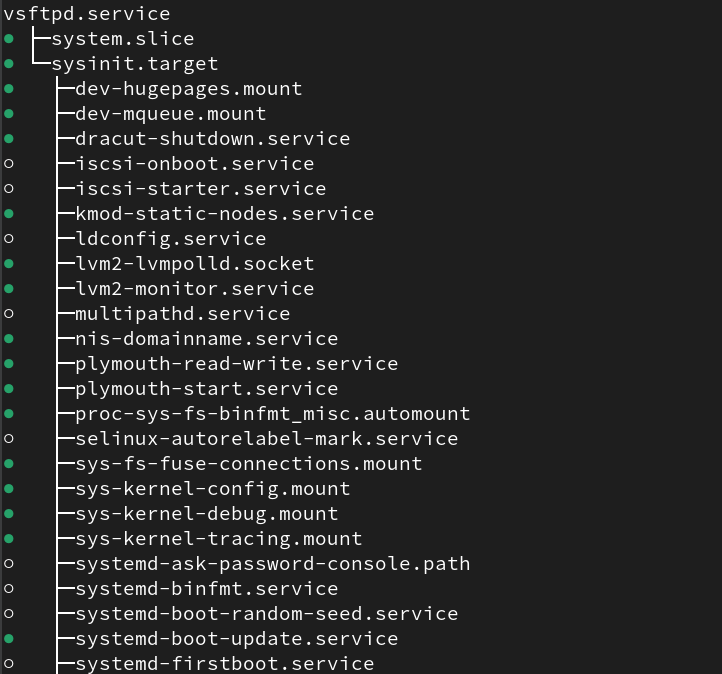 vsftpd.service
● ├─system.slice
● └─sysinit.target
●   ├─dev-hugepages.mount
●   ├─dev-mqueue.mount
●   ├─dracut-shutdown.service
○   ├─iscsi-onboot.service
○   ├─iscsi-starter.service
●   ├─kmod-static-nodes.service
○   ├─ldconfig.service
●   ├─lvm2-lvmpolld.socket
●   ├─lvm2-monitor.service
○   ├─multipathd.service
●   ├─nis-domainname.service
●   ├─plymouth-read-write.service
●   ├─plymouth-start.service
●   ├─proc-sys-fs-binfmt_misc.automount
○   ├─selinux-autorelabel-mark.service
●   ├─sys-fs-fuse-connections.mount
●   ├─sys-kernel-config.mount
●   ├─sys-kernel-debug.mount
●   ├─sys-kernel-tracing.mount
○   ├─systemd-ask-password-console.path
○   ├─systemd-binfmt.service
○   ├─systemd-boot-random-seed.service
●   ├─systemd-boot-update.service
○   ├─systemd-firstboot.service